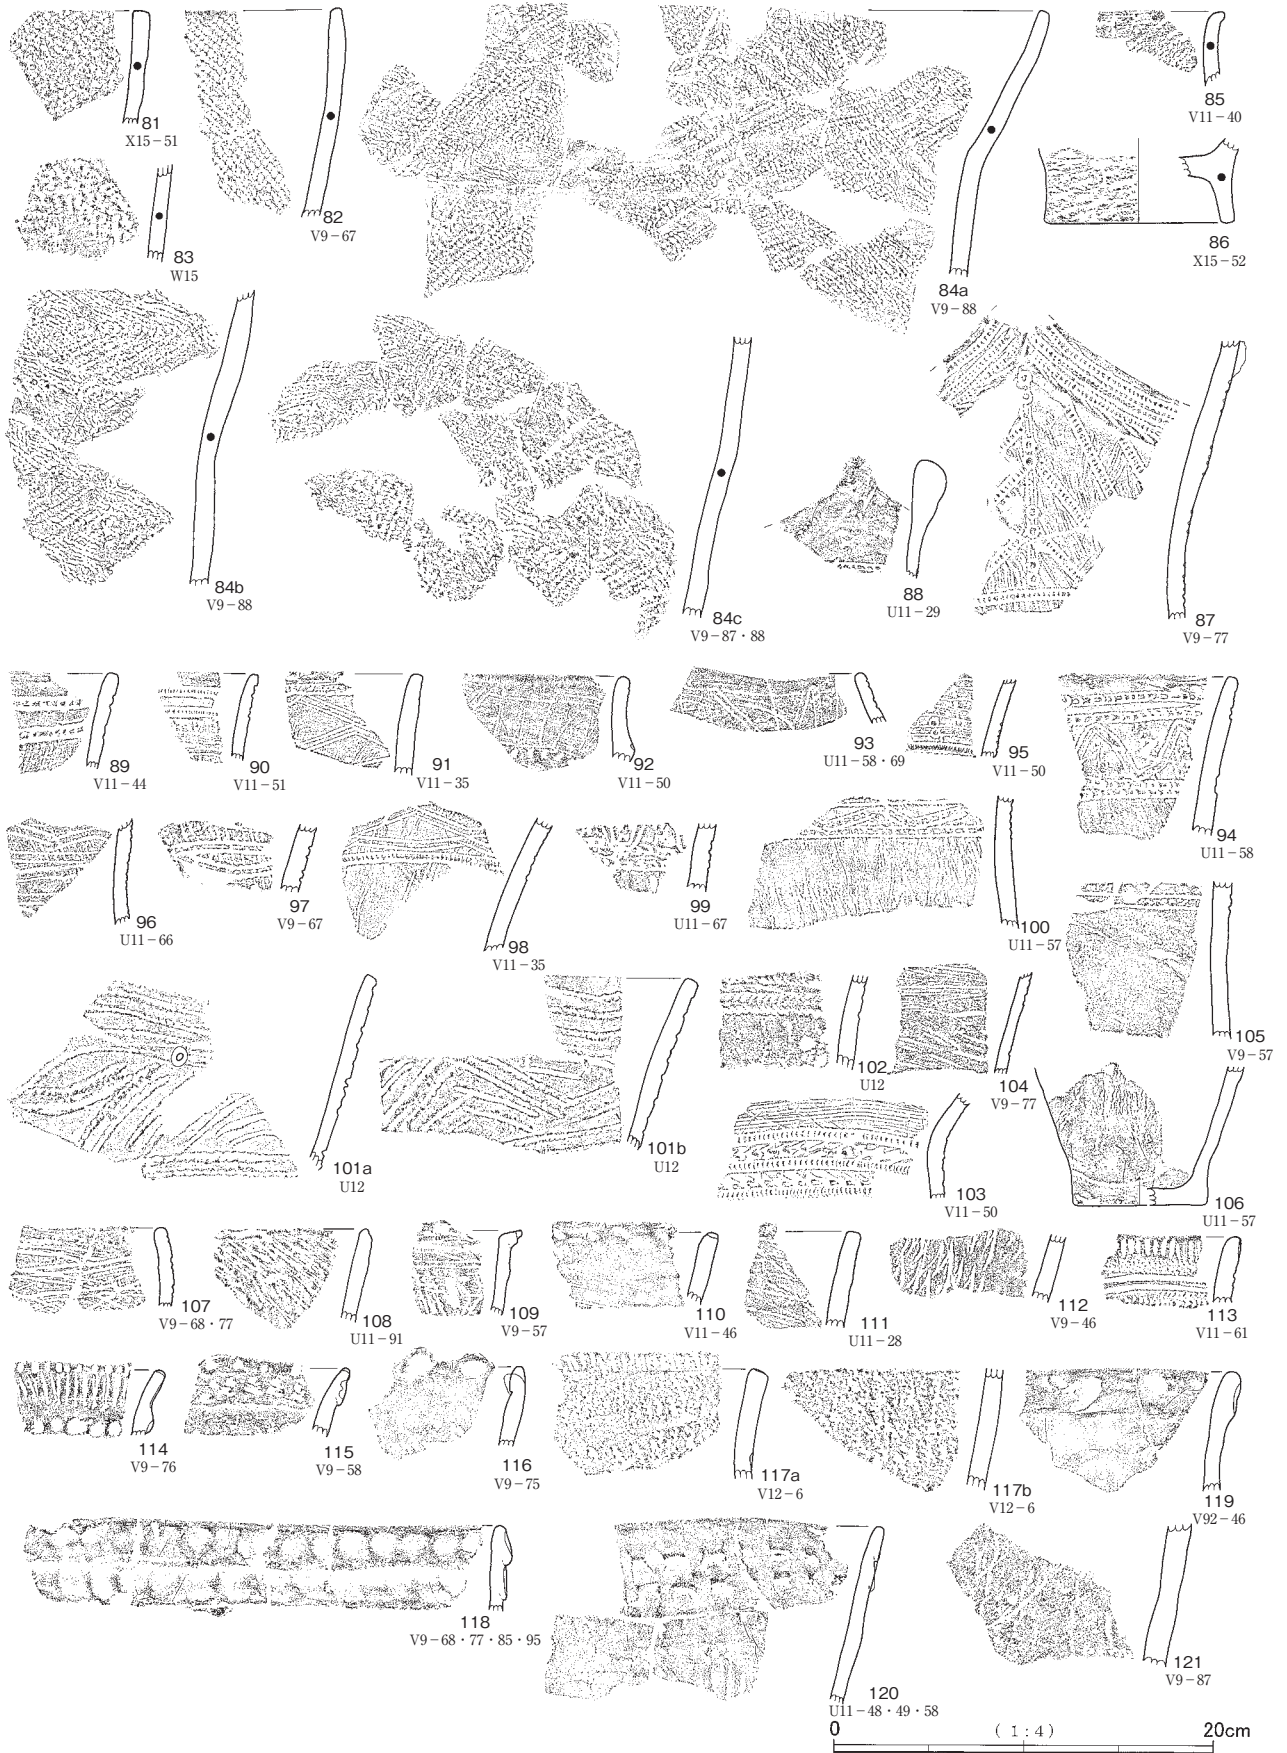 81
X15−51
82
V9−67
83
W15
84a
V9−88
85
V11−40
86
X15−52
84b
V9−88
84c
V9−87・88
88
U11−29
87
V9−77
89
V11−44
90
V11−51
91
V11−35
92
V11−50
93
U11−58・69
95
V11−50
94
U11−58
96
U11−66
97
V9−67
98
V11−35
99
U11−67
100
U11−57
101a
U12
101b
U12
102
U12
104
V9−77
105
V9−57
103
V11−50
106
U11−57
107
V9−68・77
108
U11−91
109
V9−57
110
V11−46
111
U11−28
112
V9−46
113
V11−61
114
V9−76
115
V9−58
116
V9−75
117a
V12−6
117b
V12−6
119
V92−46
118
V9−68・77・85・95
120
U11−48・49・58
121
V9−87
0 (1:4) 20cm